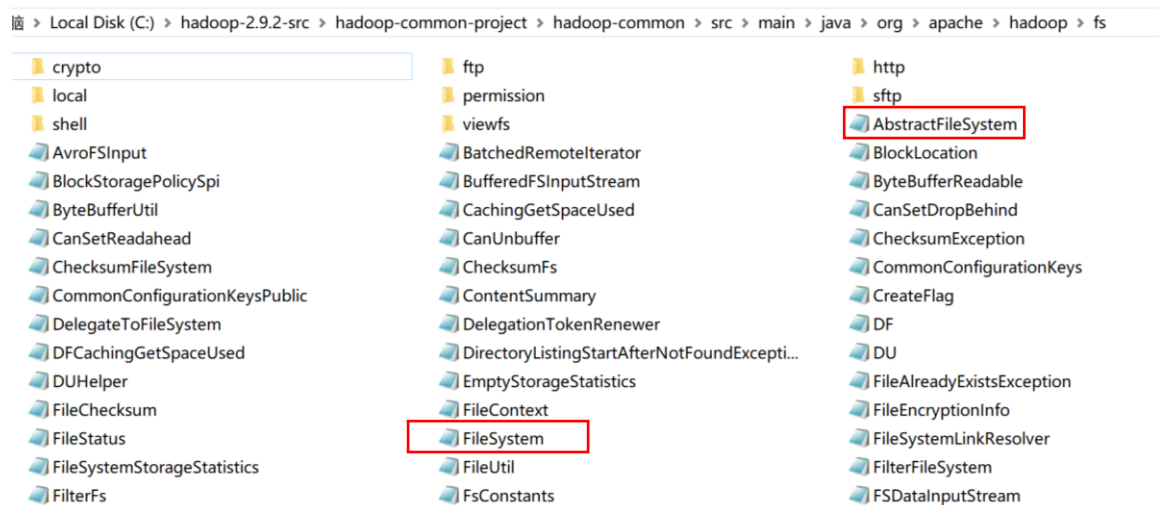 脑 > Local Disk (C:) > hadoop-2.9.2-src > hadoop-common-project > hadoop-common > src > main > java > org > apache > hadoop > fs
crypto ftp http
local permission sftp
shell viewfs AbstractFileSystem
AvroFSInput BatchedRemoteIterator BlockLocation
BlockStoragePolicySpi BufferedFSInputStream ByteBufferReadable
ByteBufferUtil CachingGetSpaceUsed CanSetDropBehind
CanSetReadahead CanUnbuffer ChecksumException
ChecksumFileSystem ChecksumFs CommonConfigurationKeys
CommonConfigurationKeysPublic ContentSummary CreateFlag
DelegateToFileSystem DelegationTokenRenewer DF
DFCachingGetSpaceUsed DirectoryListingStartAfterNotFoundExcepti... DU
DUHelper EmptyStorageStatistics FileAlreadyExistsException
FileChecksum FileContext FileEncryptionInfo
FileStatus FileSystem FileSystemLinkResolver
FileSystemStorageStatistics FileUtil FilterFileSystem
FilterFs FsConstants FSDataInputStream